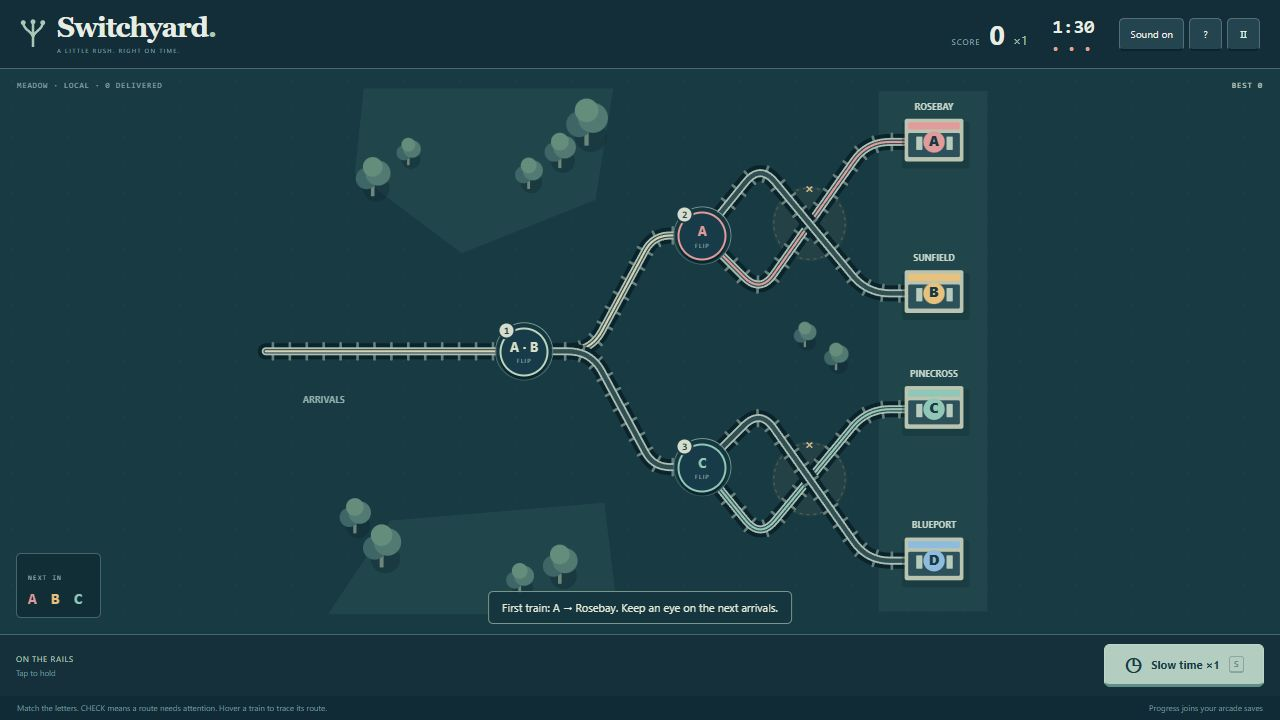 Switchyard.
A LITTLE RUSH. RIGHT ON TIME.
SCORE 0 ×1
1:30
Sound on
?
MEADOW · LOCAL · 0 DELIVERED
BEST 0
ROSEBAY
A
2
A
FLIP
SUNFIELD
B
1
A · B
FLIP
ARRIVALS
PINECROSS
C
3
C
FLIP
BLUEPORT
D
NEXT IN
A B C
First train: A → Rosebay. Keep an eye on the next arrivals.
ON THE RAILS
Tap to hold
Slow time ×1 S
Match the letters. CHECK means a route needs attention. Hover a train to trace its route.
Progress joins your arcade saves